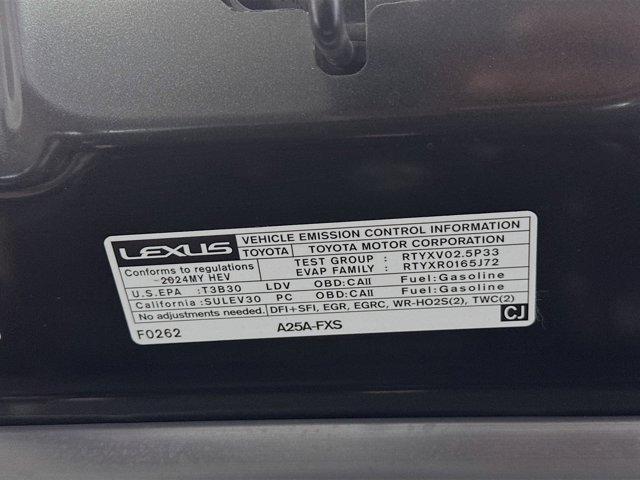 LEXUS VEHICLE EMISSION CONTROL INFORMATION
TOYOTA TOYOTA MOTOR CORPORATION
Conforms to regulations TEST GROUP : RTYXV02.5P33
:2024MY HEV EVAP FAMILY : RTYXR0165J72
U.S.EPA :T3B30 LDV OBD:CAII Fuel:Gasoline
California:SULEV30 PC OBD:CAII Fuel:Gasoline
No adjustments needed. DFI+SFI, EGR, EGRC, WR-HO2S(2), TWC(2)
F0262 A25A-FXS CJ